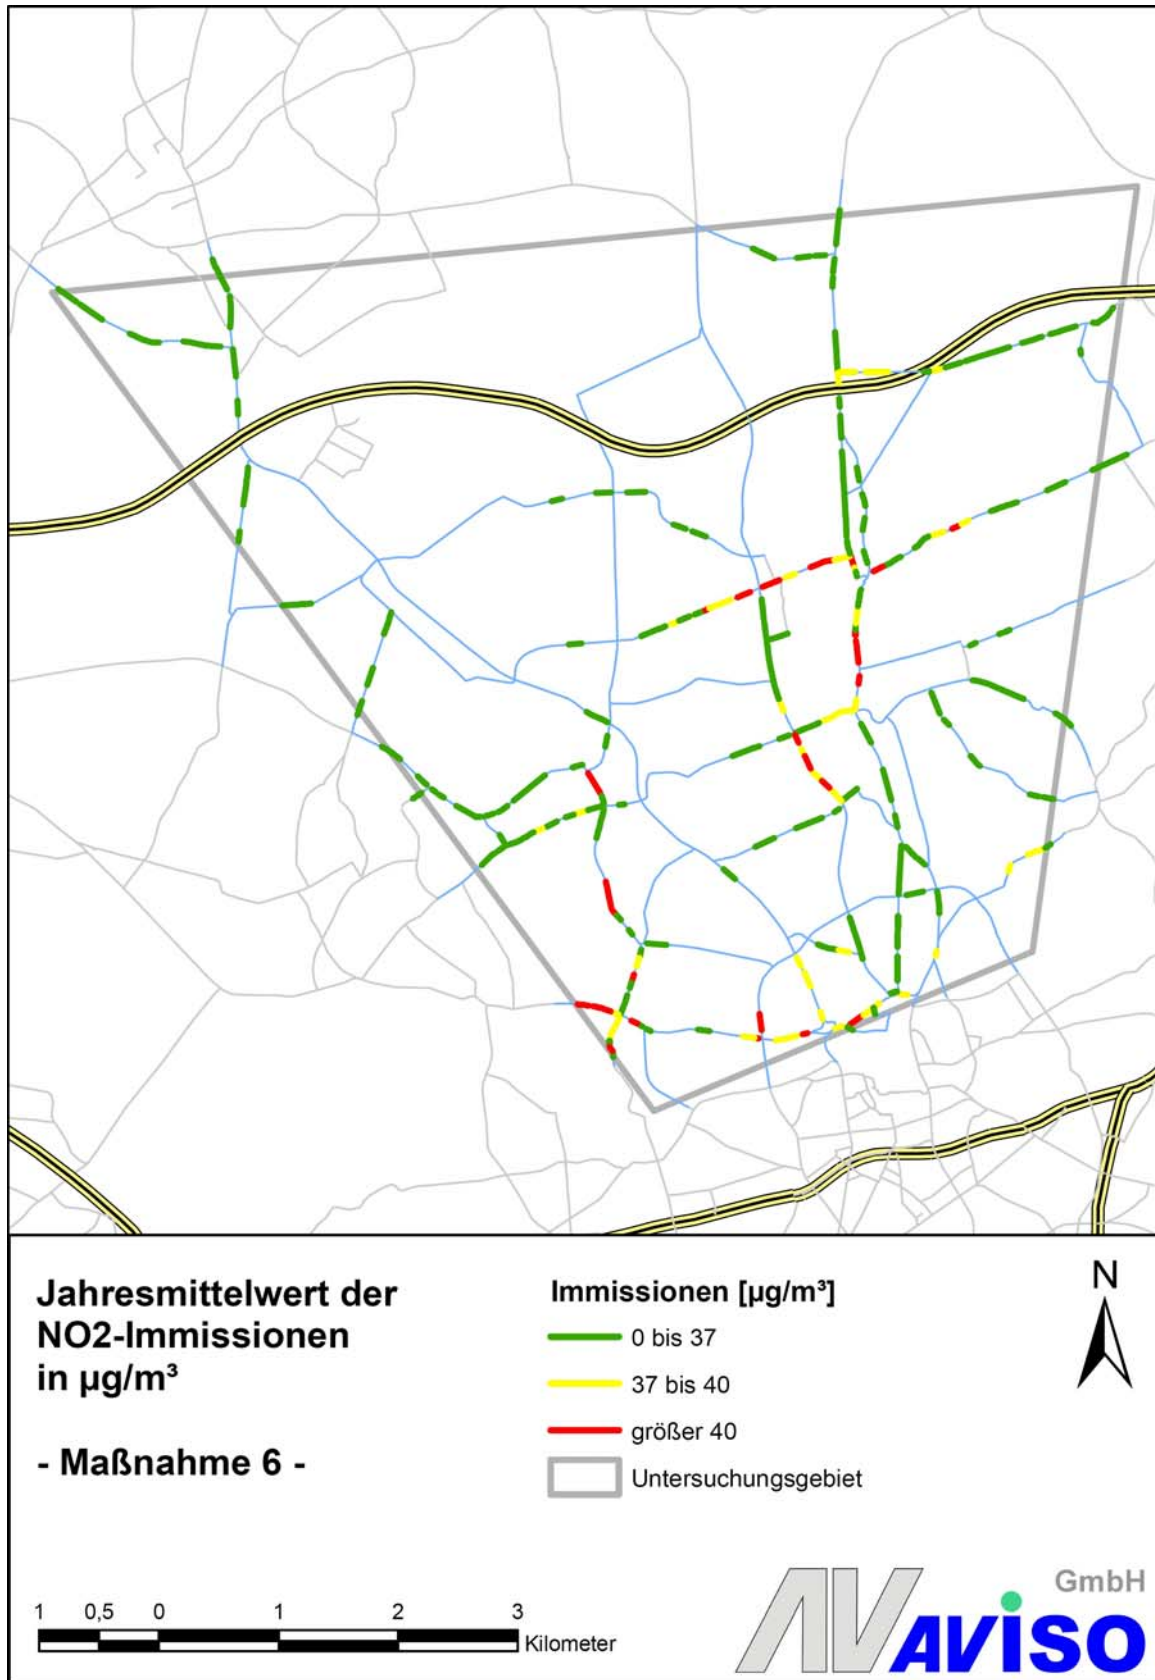 Jahresmittelwert der
NO2-Immissionen
in µg/m³
- Maßnahme 6 -
Immissionen [µg/m³]
0 bis 37
37 bis 40
größer 40
Untersuchungsgebiet
N
1 0,5 0 1 2 3
Kilometer
GmbH
AVISO